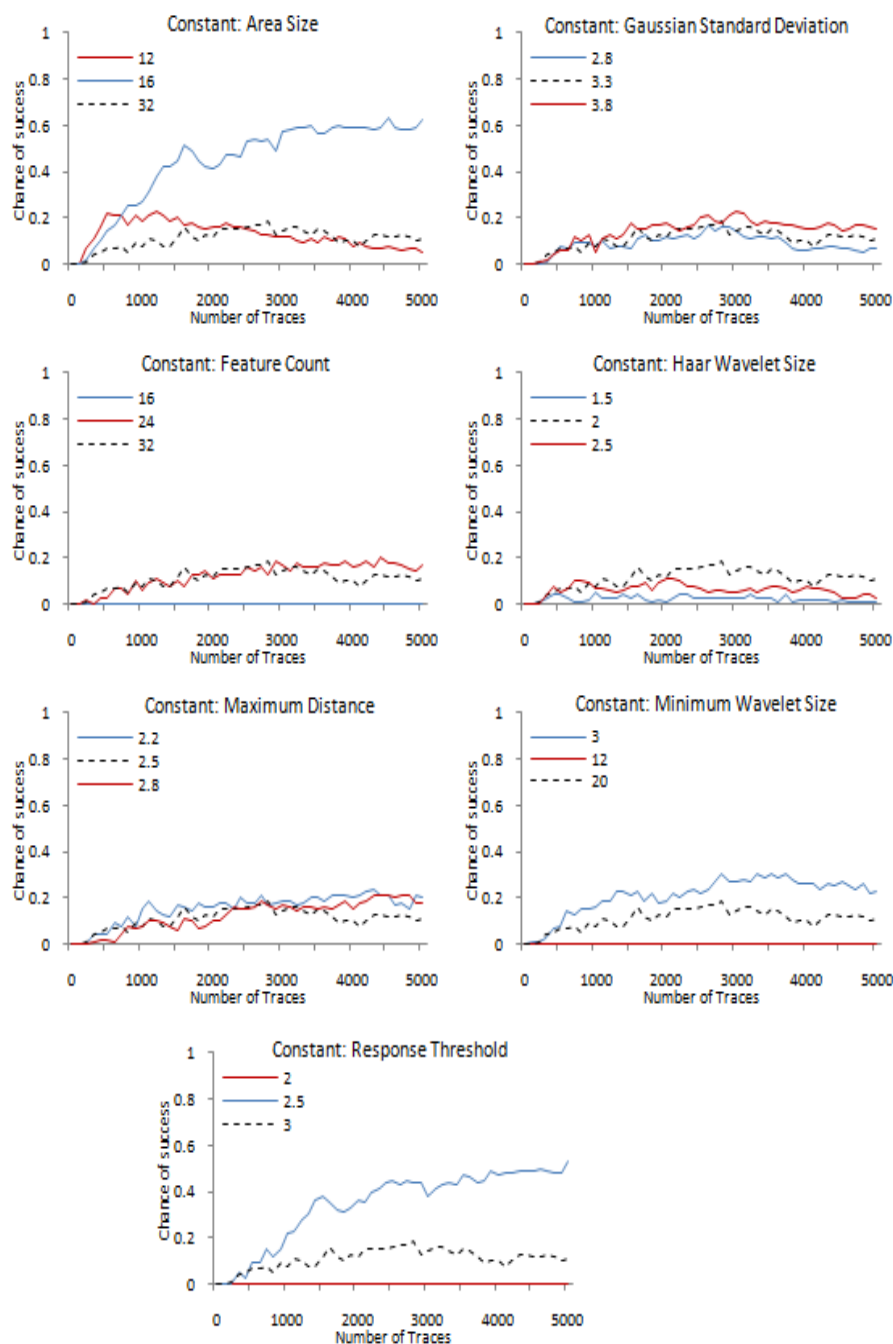 Constant: Area Size
1
0.8
0.6
0.4
0.2
0
Chance of success
12
16
32
0 1000 2000 3000 4000 5000
Number of Traces
Constant: Gaussian Standard Deviation
1
0.8
0.6
0.4
0.2
0
Chance of success
2.8
3.3
3.8
0 1000 2000 3000 4000 5000
Number of Traces
Constant: Feature Count
1
0.8
0.6
0.4
0.2
0
Chance of success
16
24
32
0 1000 2000 3000 4000 5000
Number of Traces
Constant: Haar Wavelet Size
1
0.8
0.6
0.4
0.2
0
Chance of success
1.5
2
2.5
0 1000 2000 3000 4000 5000
Number of Traces
Constant: Maximum Distance
1
0.8
0.6
0.4
0.2
0
Chance of success
2.2
2.5
2.8
0 1000 2000 3000 4000 5000
Number of Traces
Constant: Minimum Wavelet Size
1
0.8
0.6
0.4
0.2
0
Chance of success
3
12
20
0 1000 2000 3000 4000 5000
Number of Traces
Constant: Response Threshold
1
0.8
0.6
0.4
0.2
0
Chance of success
2
2.5
3
0 1000 2000 3000 4000 5000
Number of Traces